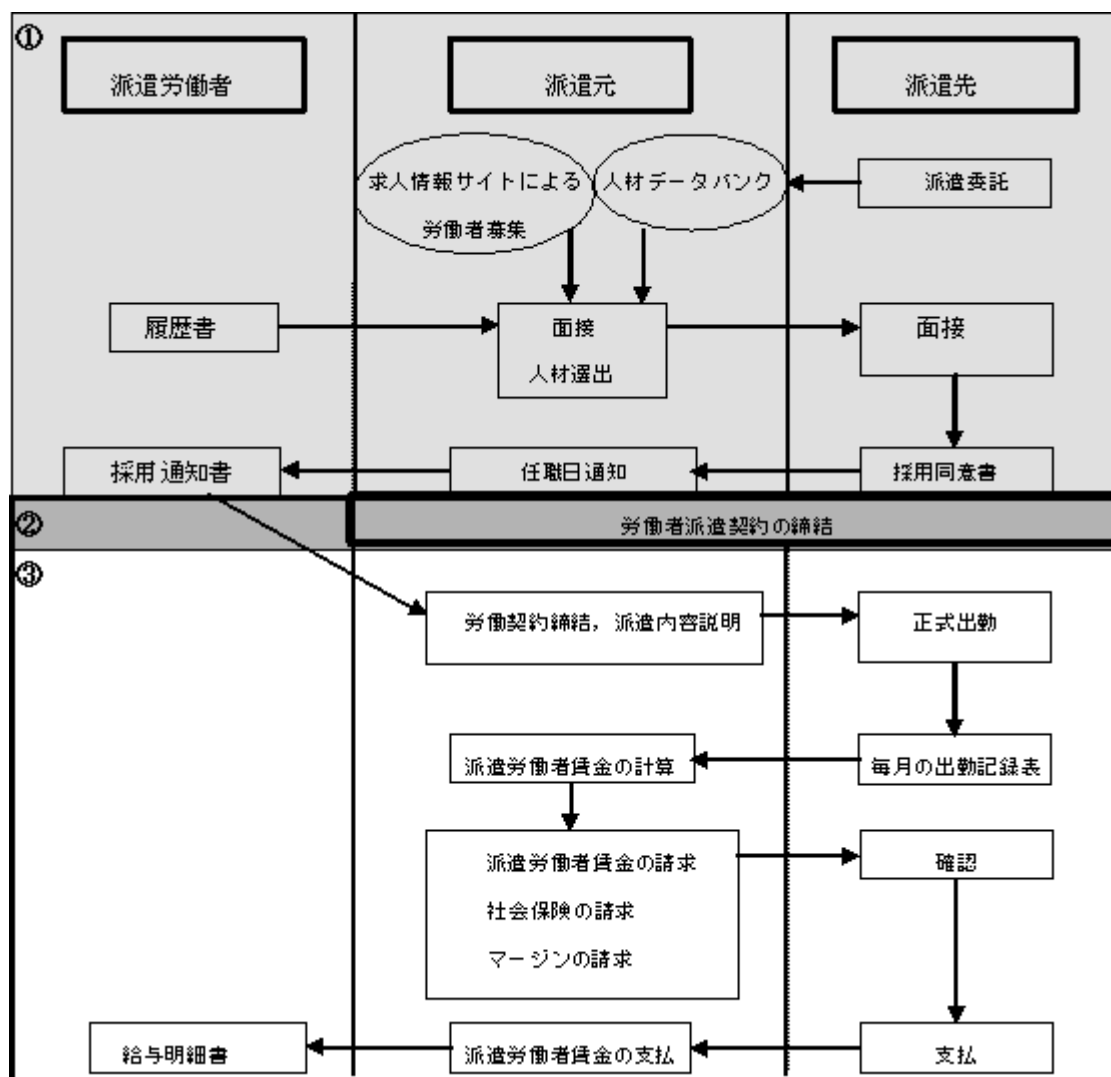 ①
派遣労働者
派遣元
派遣先
求人情報サイトによる
労働者募集
人材データバンク
派遣委託
履歴書
面接
人材選出
面接
採用通知書
任職日通知
採用同意書
②
労働者派遣契約の締結
③
労働契約締結，派遣内容説明
正式出勤
派遣労働者賃金の計算
毎月の出勤記録表
派遣労働者賃金の請求
社会保険の請求
マージンの請求
確認
給与明細書
派遣労働者賃金の支払
支払